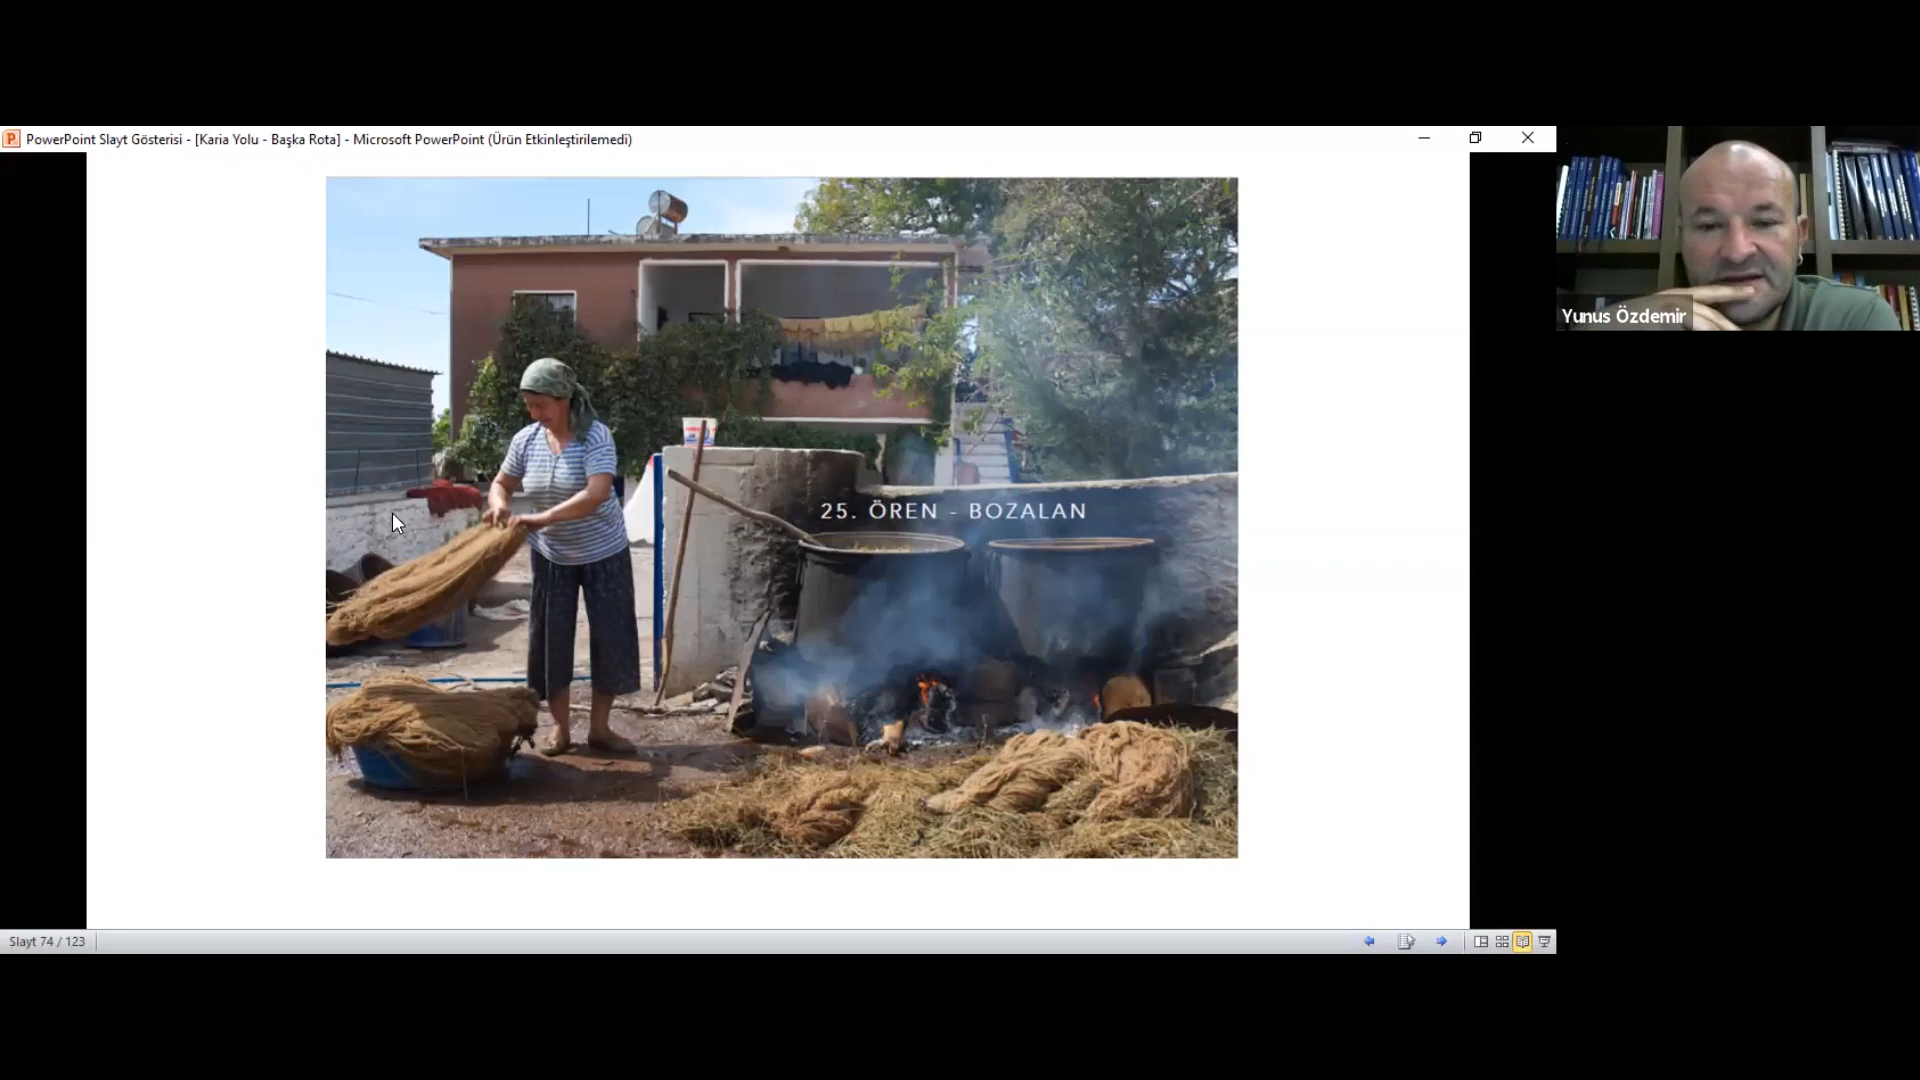 PowerPoint Slayt Gösterisi - [Karia Yolu - Başka Rota] - Microsoft PowerPoint (Ürün Etkinleştirilemedi)
Yunus Özdemir
25. ÖREN - BOZALAN
Slayt 74 / 123